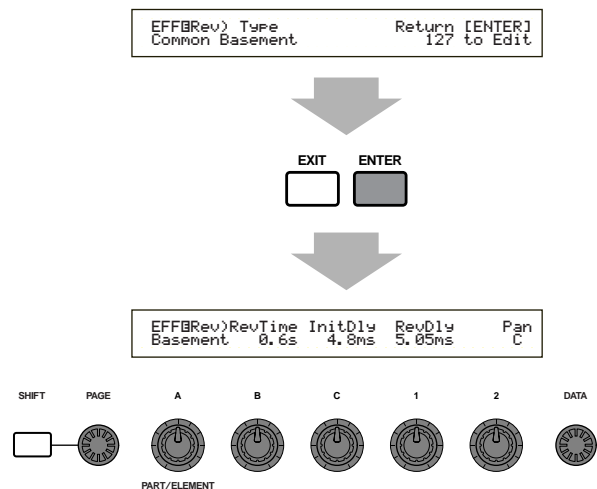 EFF⊡Rev) Type Return [ENTER]
Common Basement 127 to Edit
EXIT ENTER
EFF⊡Rev)RevTime InitDly RevDly Pan
Basement 0.6s 4.8ms 5.05ms C
SHIFT PAGE A B C 1 2 DATA
PART/ELEMENT